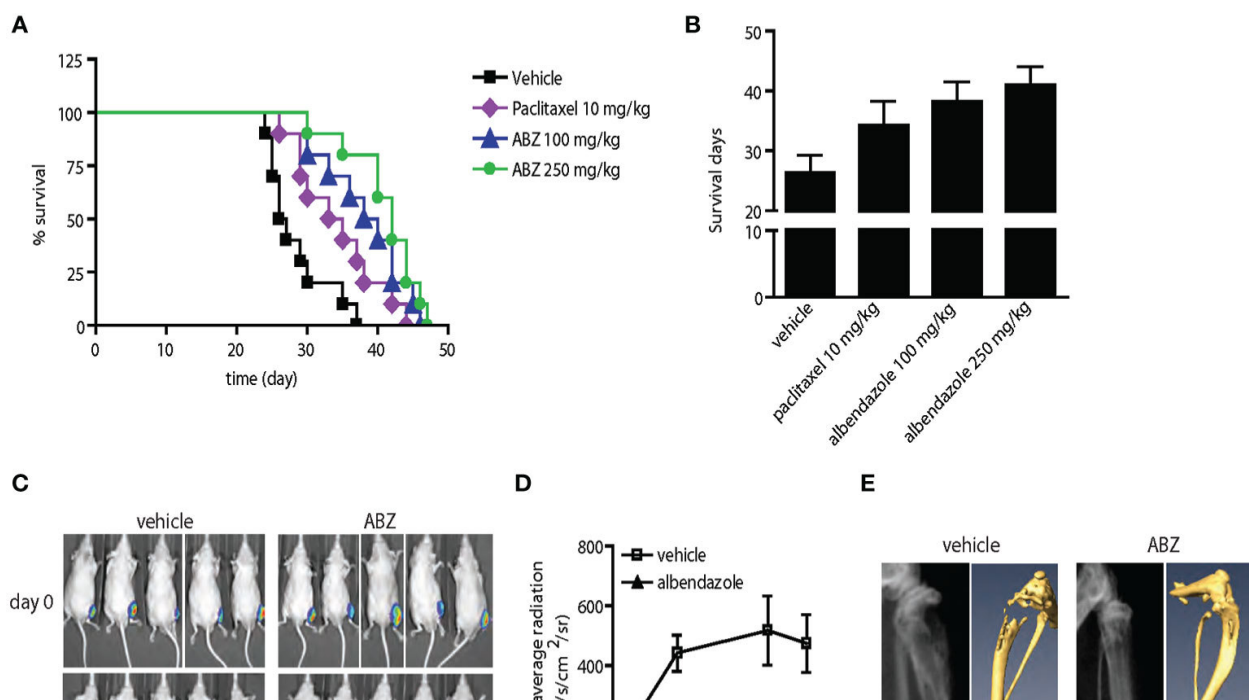 A
125
100
75
50
25
0
% survival
0 10 20 30 40 50
time (day)
Vehicle
Paclitaxel 10 mg/kg
ABZ 100 mg/kg
ABZ 250 mg/kg
B
50
40
30
20
10
0
Survival days
vehicle
paclitaxel 10 mg/kg
albendazole 100 mg/kg
albendazole 250 mg/kg
C
vehicle ABZ
day 0
D
800
600
400
vehicle
albendazole
average radiation
/s/cm²/sr)
E
vehicle ABZ